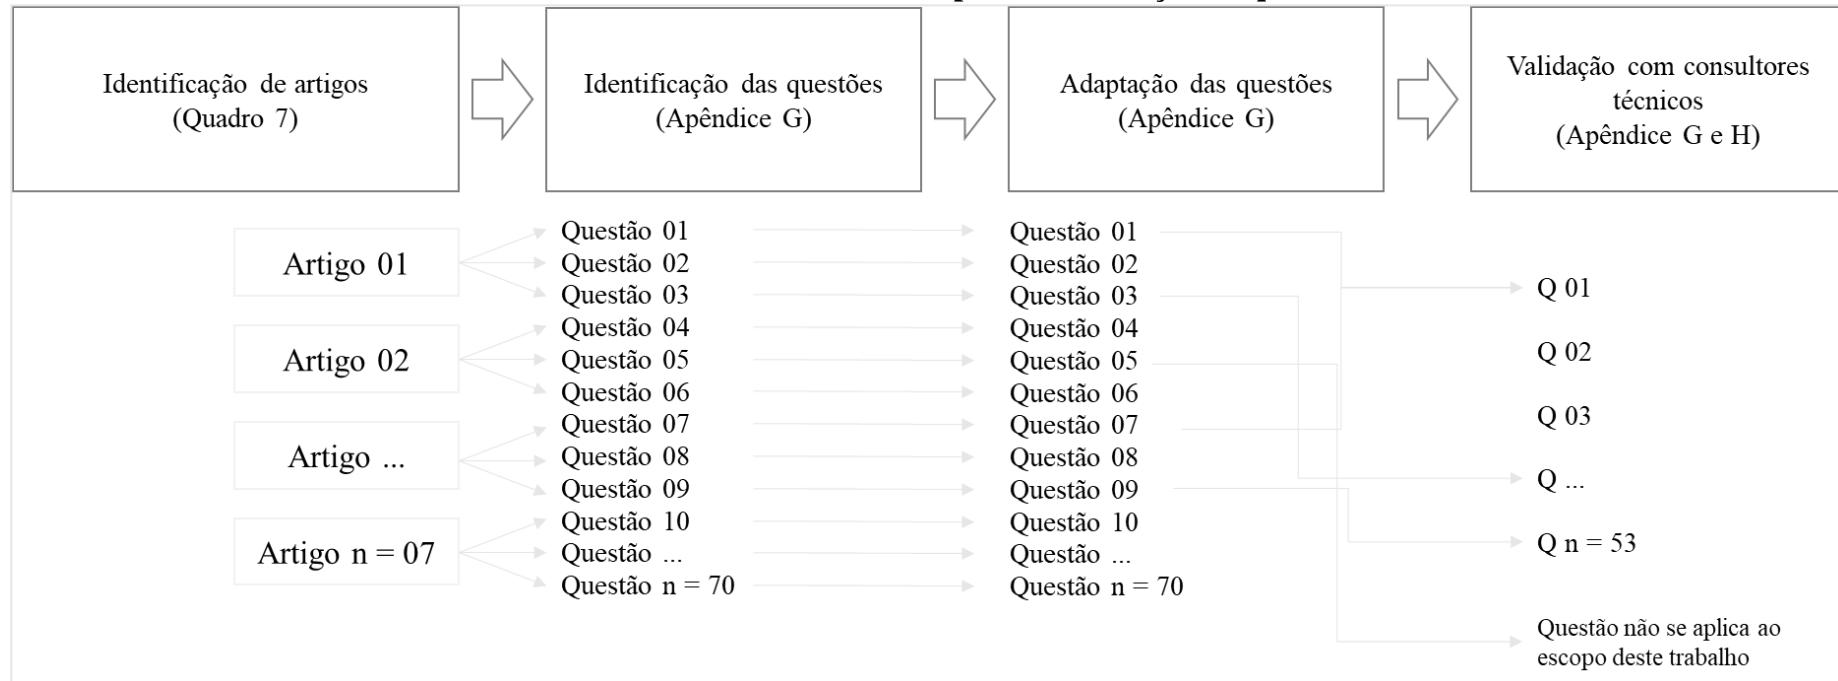 Identificação de artigos
(Quadro 7)
Identificação das questões
(Apêndice G)
Adaptação das questões
(Apêndice G)
Validação com consultores
técnicos
(Apêndice G e H)
Artigo 01
Artigo 02
Artigo ...
Artigo n = 07
Questão 01
Questão 02
Questão 03
Questão 04
Questão 05
Questão 06
Questão 07
Questão 08
Questão 09
Questão 10
Questão ...
Questão n = 70
Questão 01
Questão 02
Questão 03
Questão 04
Questão 05
Questão 06
Questão 07
Questão 08
Questão 09
Questão 10
Questão ...
Questão n = 70
Q 01
Q 02
Q 03
Q ...
Q n = 53
Questão não se aplica ao
escopo deste trabalho